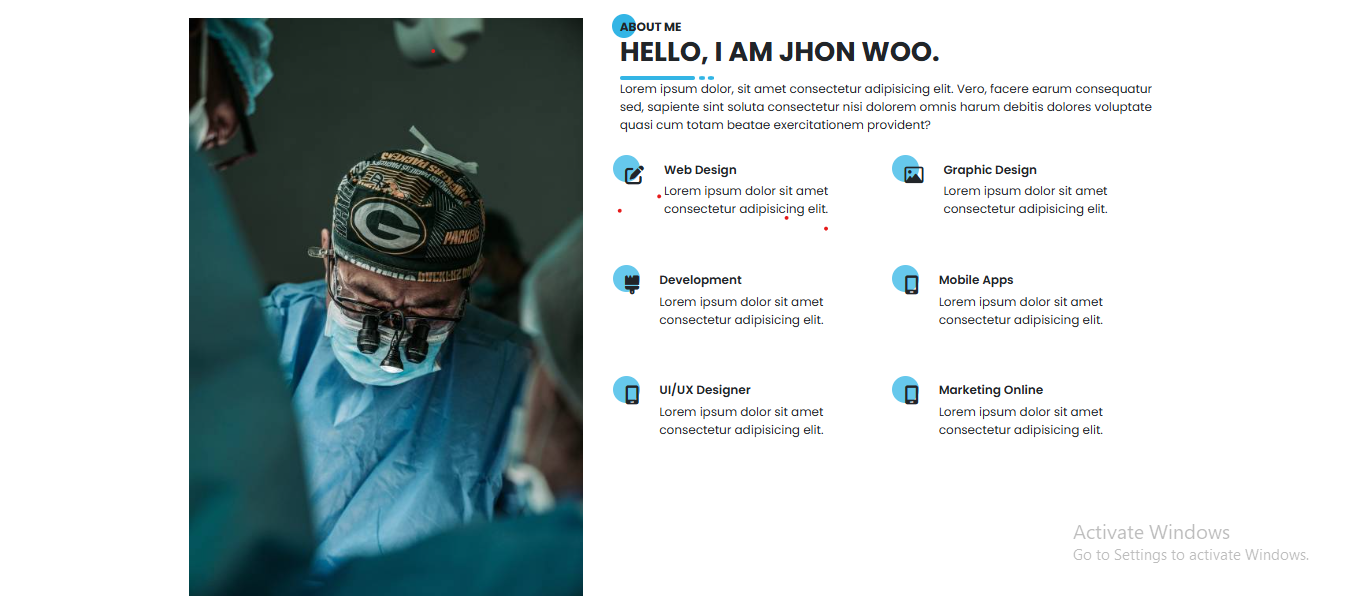 ABOUT ME
HELLO, I AM JHON WOO.
Lorem ipsum dolor, sit amet consectetur adipisicing elit. Vero, facere earum consequatur
sed, sapiente sint soluta consectetur nisi dolorem omnis harum debitis dolores voluptate
quasi cum totam beatae exercitationem provident?
Web Design
Lorem ipsum dolor sit amet
consectetur adipisicing elit.
Graphic Design
Lorem ipsum dolor sit amet
consectetur adipisicing elit.
Development
Lorem ipsum dolor sit amet
consectetur adipisicing elit.
Mobile Apps
Lorem ipsum dolor sit amet
consectetur adipisicing elit.
UI/UX Designer
Lorem ipsum dolor sit amet
consectetur adipisicing elit.
Marketing Online
Lorem ipsum dolor sit amet
consectetur adipisicing elit.
G
PACKERS
Activate Windows
Go to Settings to activate Windows.